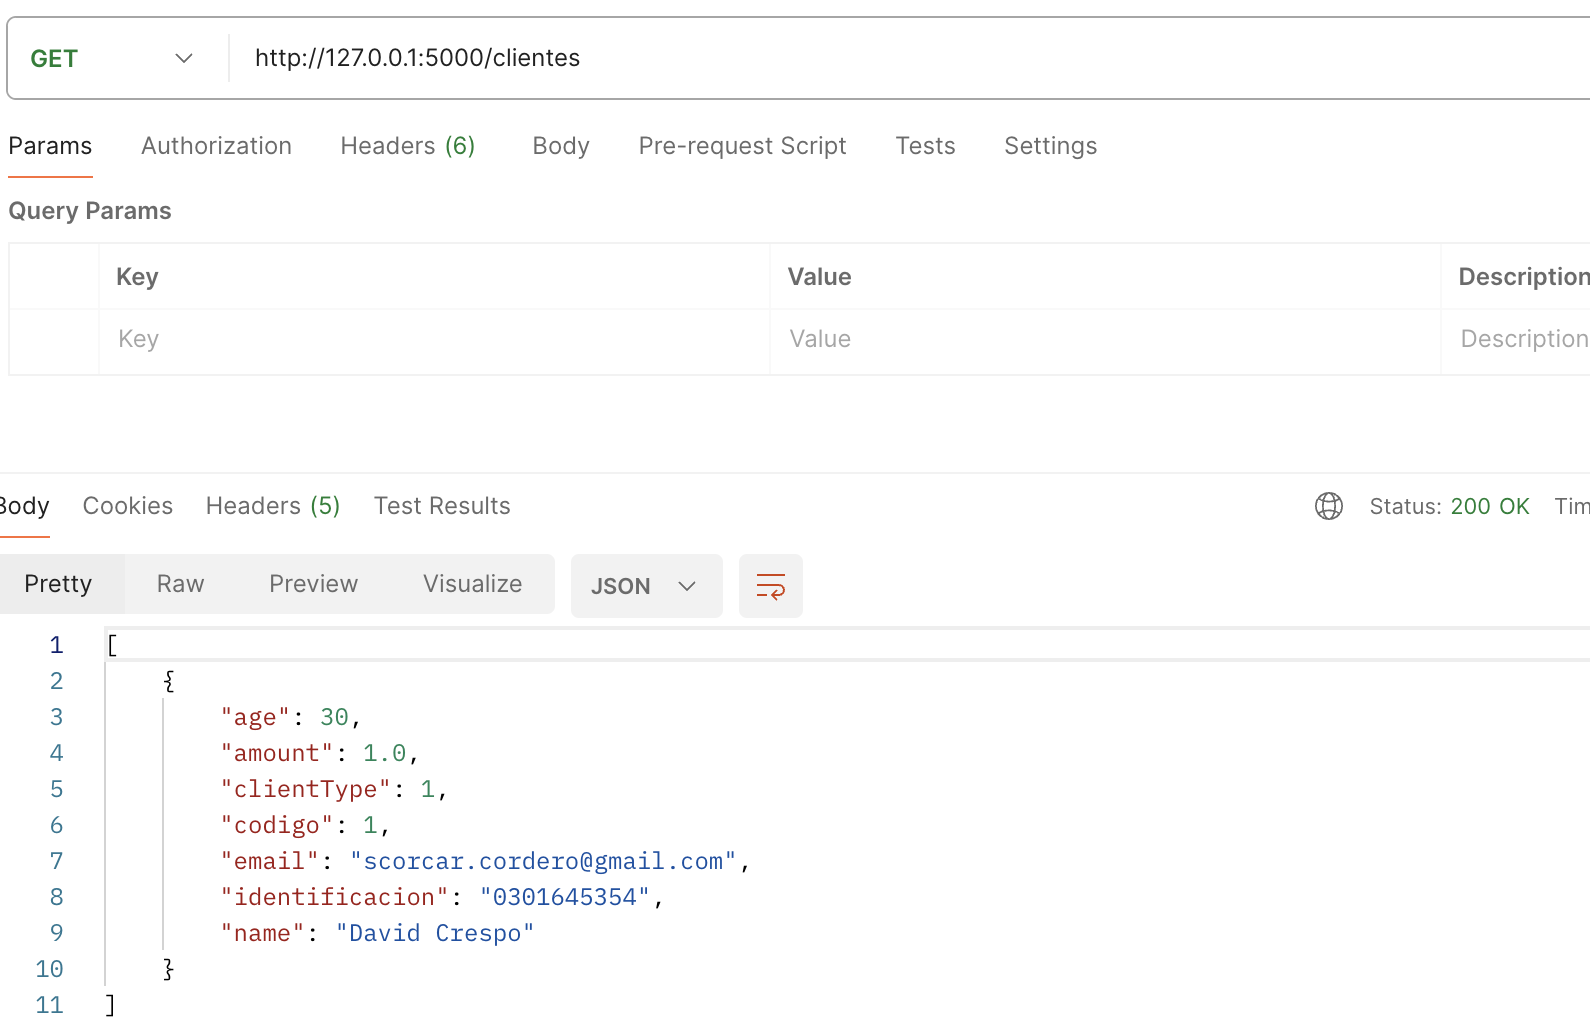 GET http://127.0.0.1:5000/clientes
Params Authorization Headers (6) Body Pre-request Script Tests Settings
Query Params
Key Value Description
Key Value Description
Body Cookies Headers (5) Test Results Status: 200 OK Tim
Pretty Raw Preview Visualize JSON
1 [
2 {
3 "age": 30,
4 "amount": 1.0,
5 "clientType": 1,
6 "codigo": 1,
7 "email": "scorcar.cordero@gmail.com",
8 "identificacion": "0301645354",
9 "name": "David Crespo"
10 }
11 ]